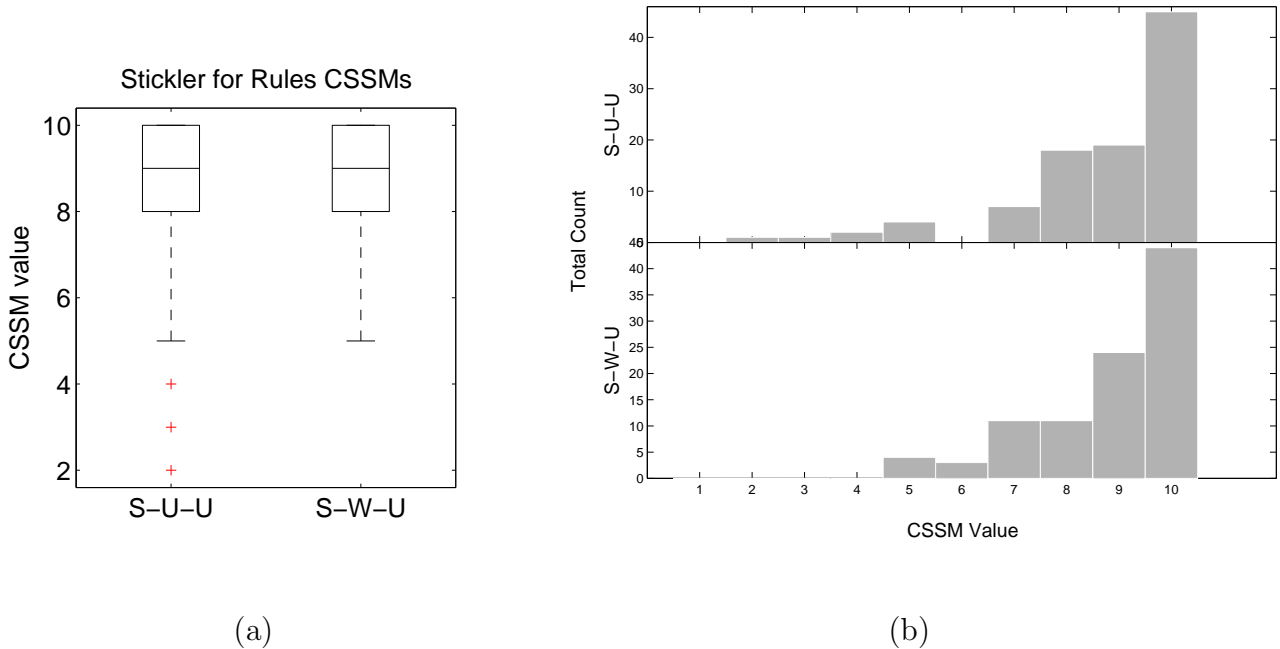 Stickler for Rules CSSMs
CSSM value
10
8
6
4
2
S−U−U
S−W−U
(a)
Total Count
S−U−U
40
30
20
10
S−W−U
40
35
30
25
20
15
10
5
0
1 2 3 4 5 6 7 8 9 10
CSSM Value
(b)